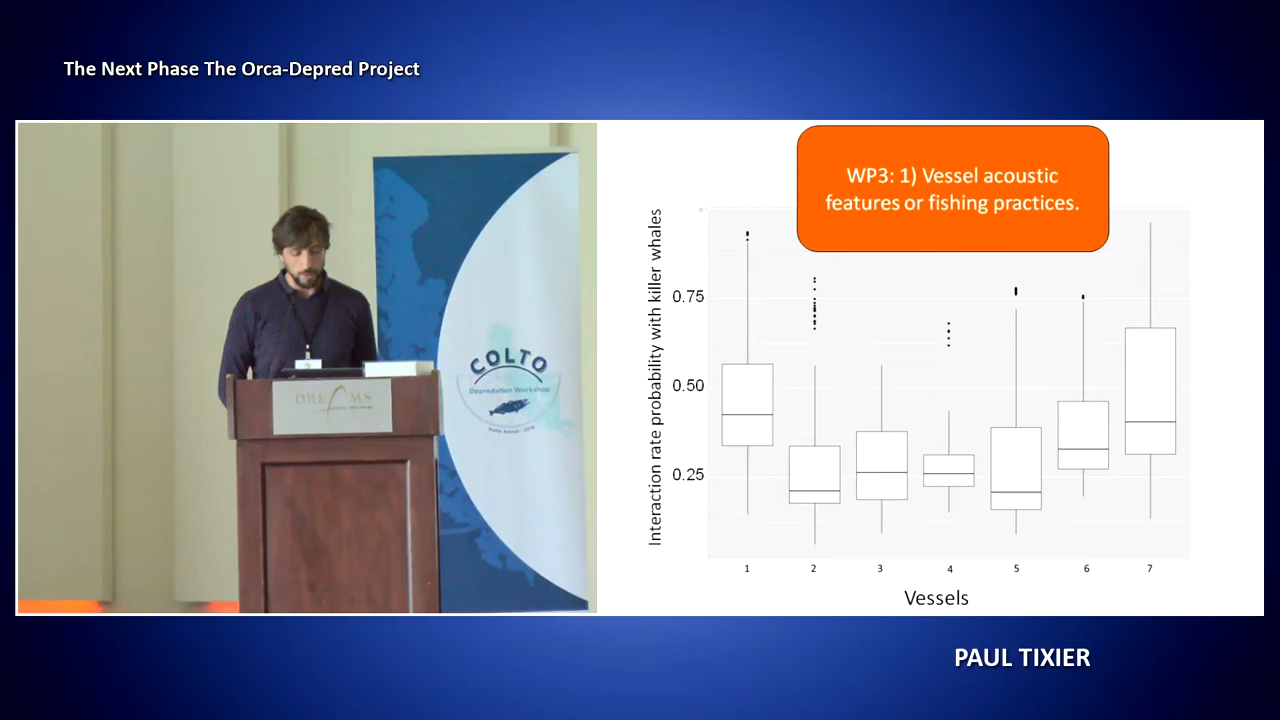 The Next Phase The Orca-Depred Project
WP3: 1) Vessel acoustic
features or fishing practices.
Interaction rate probability with killer whales
0.75
0.50
0.25
1 2 3 4 5 6 7
Vessels
DREAMS
COLTO
Depredation Workshop
PAUL TIXIER